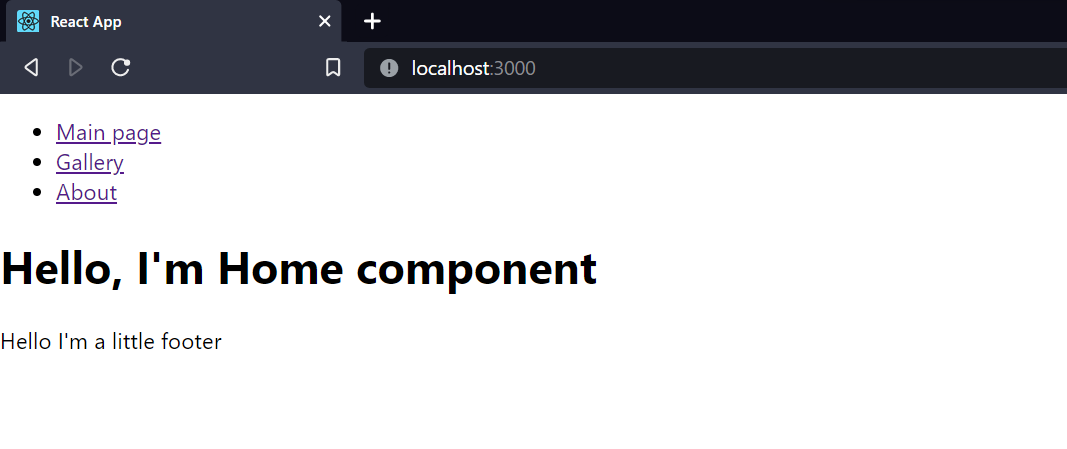 React App
localhost:3000
Main page
Gallery
About
Hello, I'm Home component
Hello I'm a little footer